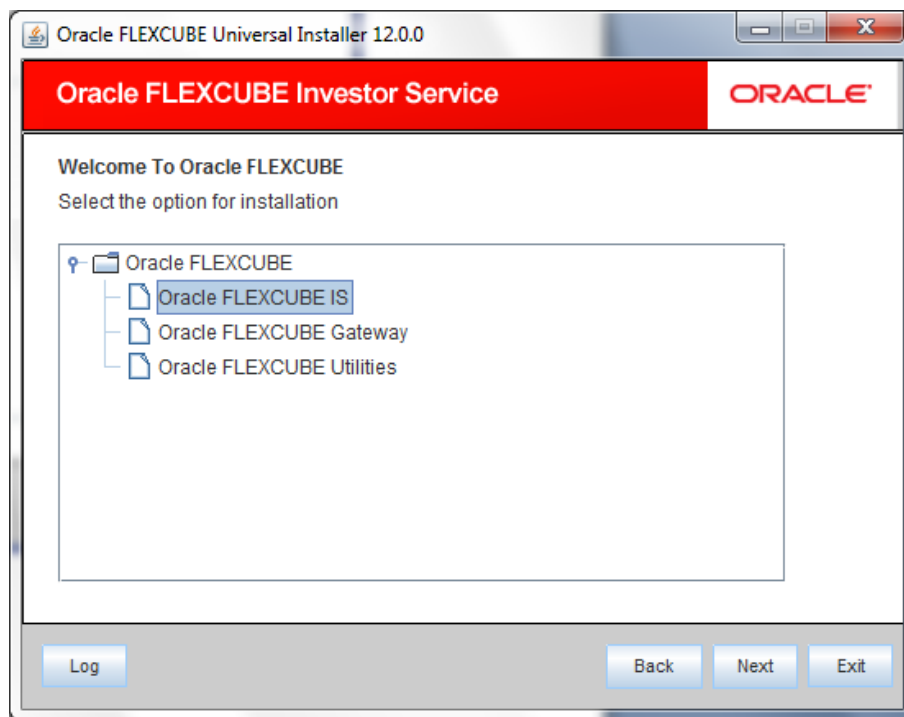 Oracle FLEXCUBE Universal Installer 12.0.0
Oracle FLEXCUBE Investor Service
ORACLE
Welcome To Oracle FLEXCUBE
Select the option for installation
Oracle FLEXCUBE
Oracle FLEXCUBE IS
Oracle FLEXCUBE Gateway
Oracle FLEXCUBE Utilities
Log Back Next Exit